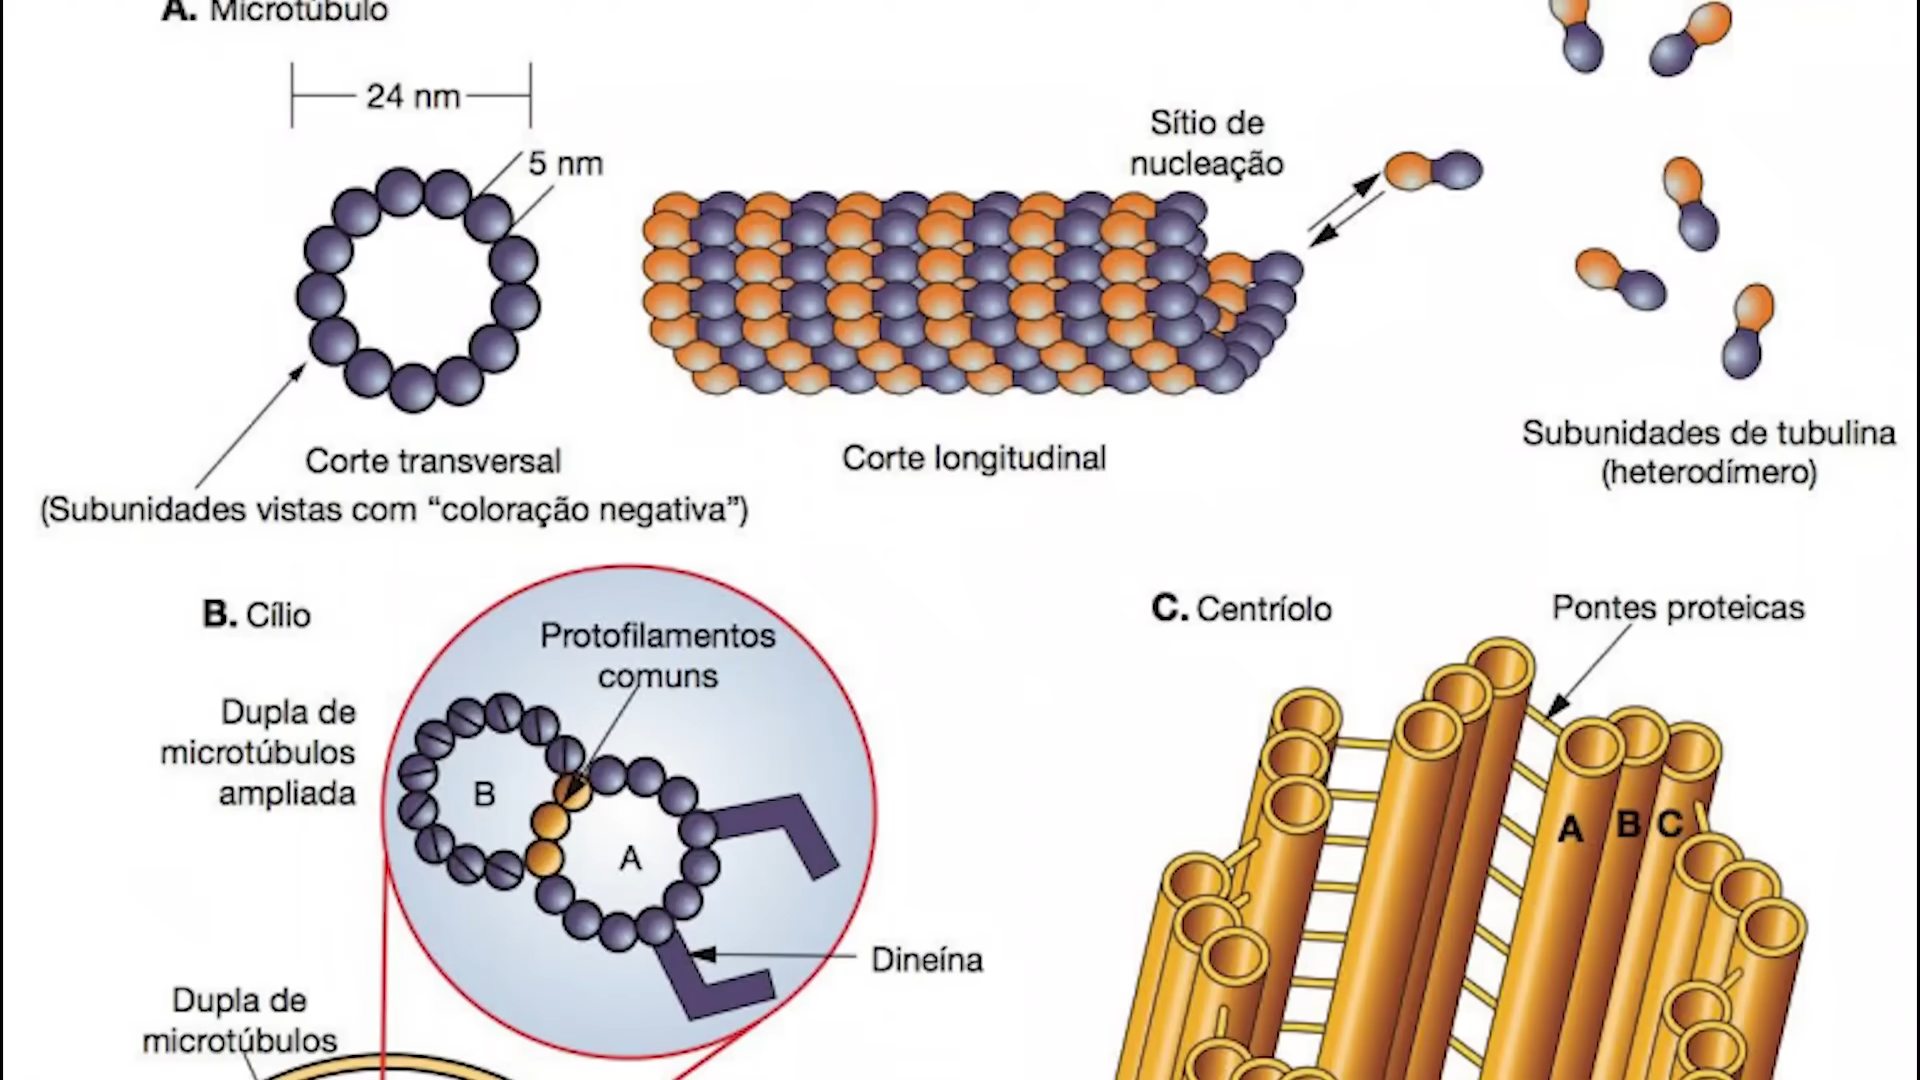 A. Microtúbulo
24 nm
5 nm
Sítio de
nucleação
Corte transversal
(Subunidades vistas com “coloração negativa”)
Corte longitudinal
Subunidades de tubulina
(heterodímero)
B. Cílio
Protofilamentos
comuns
Dupla de
microtúbulos
ampliada
B
A
Dineína
Dupla de
microtúbulos
C. Centríolo
Pontes proteicas
A B C